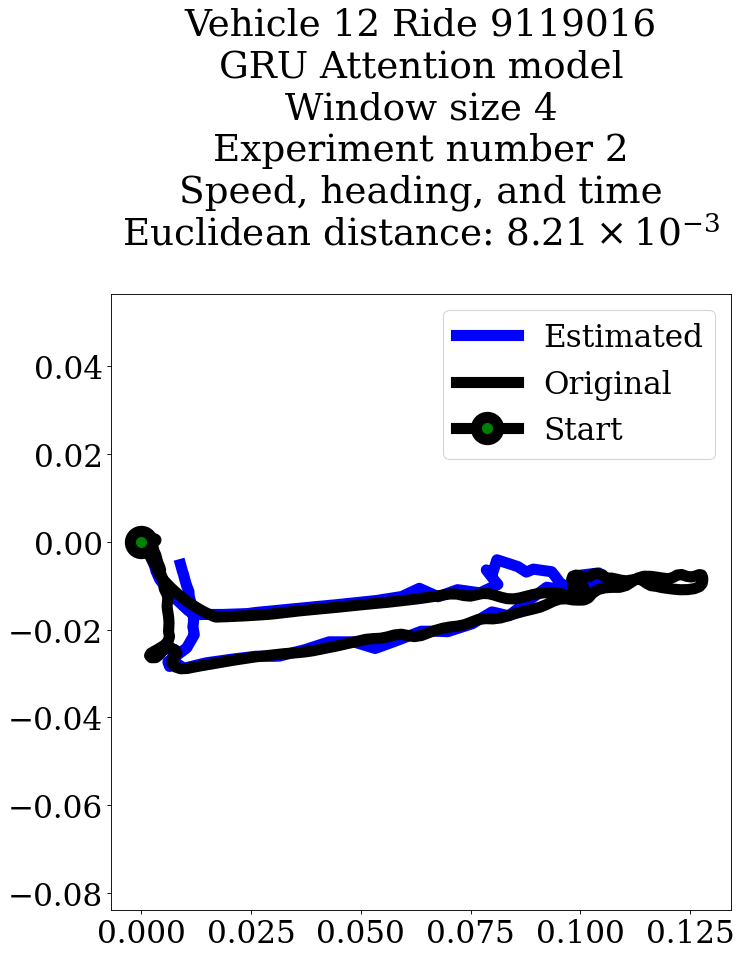 Vehicle 12 Ride 9119016
GRU Attention model
Window size 4
Experiment number 2
Speed, heading, and time
Euclidean distance: 8.21 × 10⁻³
Estimated
Original
Start
0.04
0.02
0.00
−0.02
−0.04
−0.06
−0.08
0.000 0.025 0.050 0.075 0.100 0.125